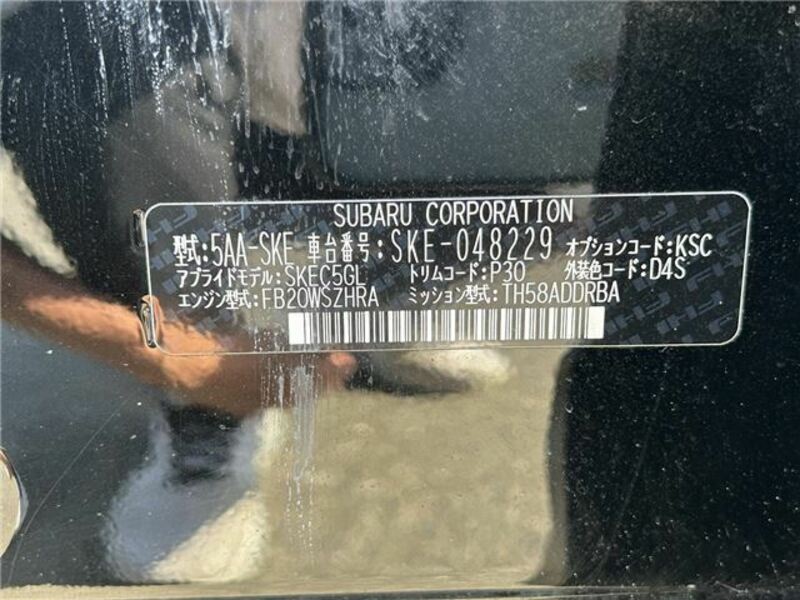 SUBARU CORPORATION
型式:5AA-SKE 車台番号:SKE-048229 オプションコード:KSC
アプライドモデル:SKEC5GL トリムコード:P30 外装色コード:D4S
エンジン型式:FB20WSZHRA ミッション型式:TH58ADDRBA